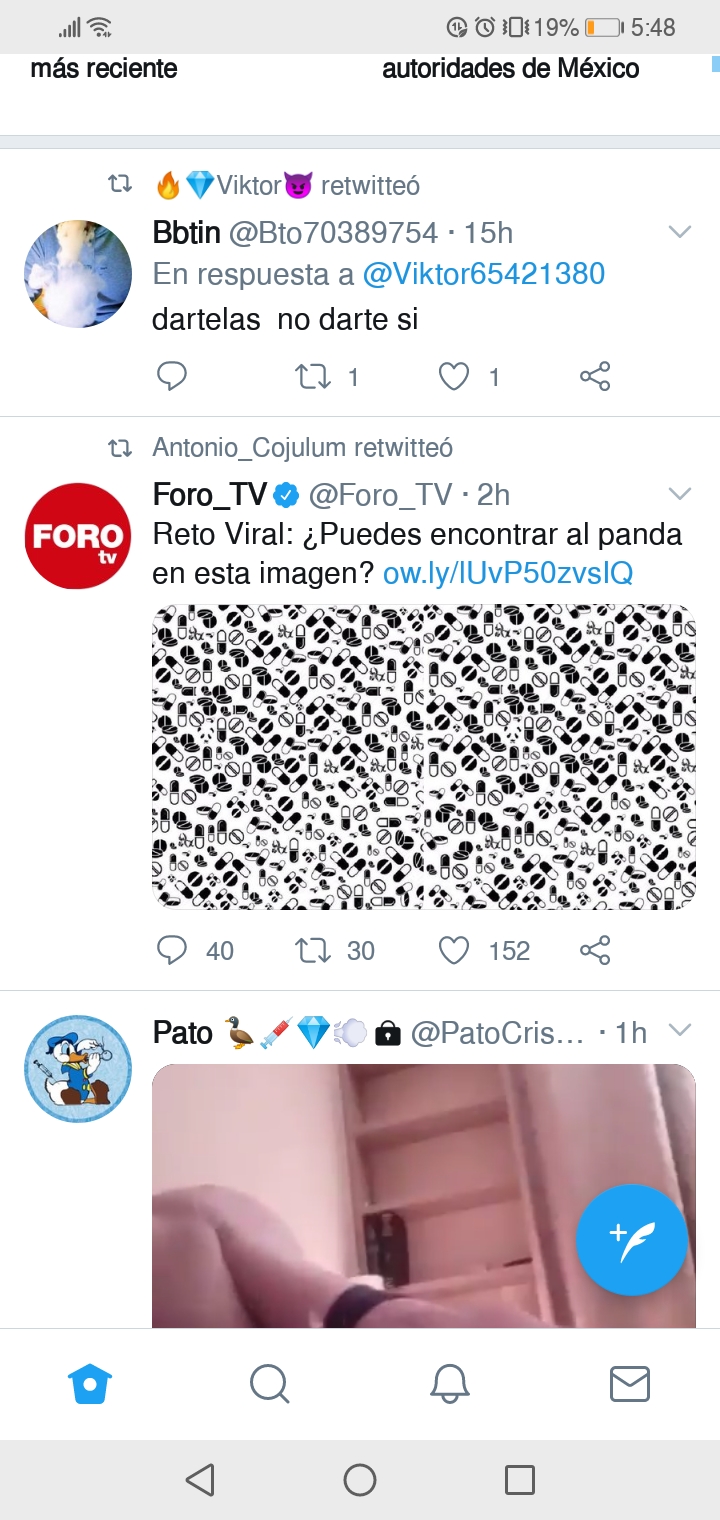 19% 5:48
más reciente
autoridades de México
Viktor retwitteó
Bbtin @Bto70389754 · 15h
En respuesta a @Viktor65421380
dartelas no darte si
1 1
Antonio_Cojulum retwitteó
Foro_TV @Foro_TV · 2h
FORO
tv
Reto Viral: ¿Puedes encontrar al panda
en esta imagen? ow.ly/lUvP50zvsIQ
40 30 152
Pato @PatoCris... · 1h